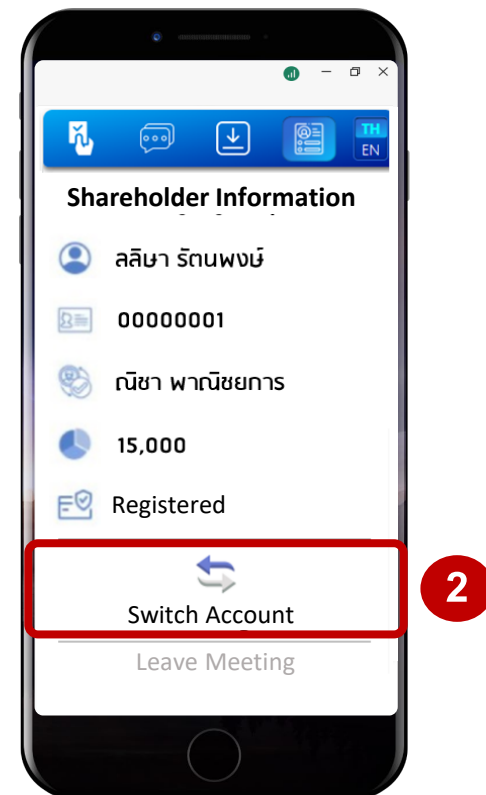 TH
EN
Shareholder Information
ลลิษา รัตนพงษ์
00000001
ณิชา พาณิชยการ
15,000
Registered
Switch Account
2
Leave Meeting